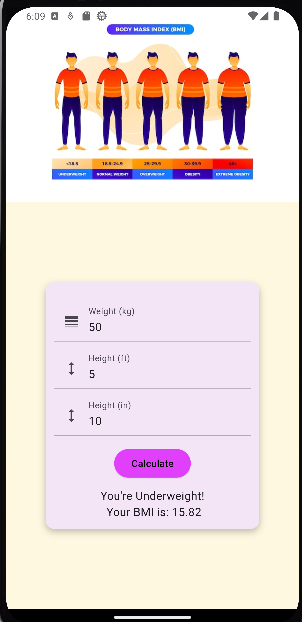 6:09
BODY MASS INDEX (BMI)
<18.5 18.5-24.9 25-29.9 30-34.9 35<
UNDERWEIGHT NORMAL WEIGHT OVERWEIGHT OBESITY EXTREME OBESITY
Weight (kg)
50
Height (ft)
5
Height (in)
10
Calculate
You're Underweight!
Your BMI is: 15.82